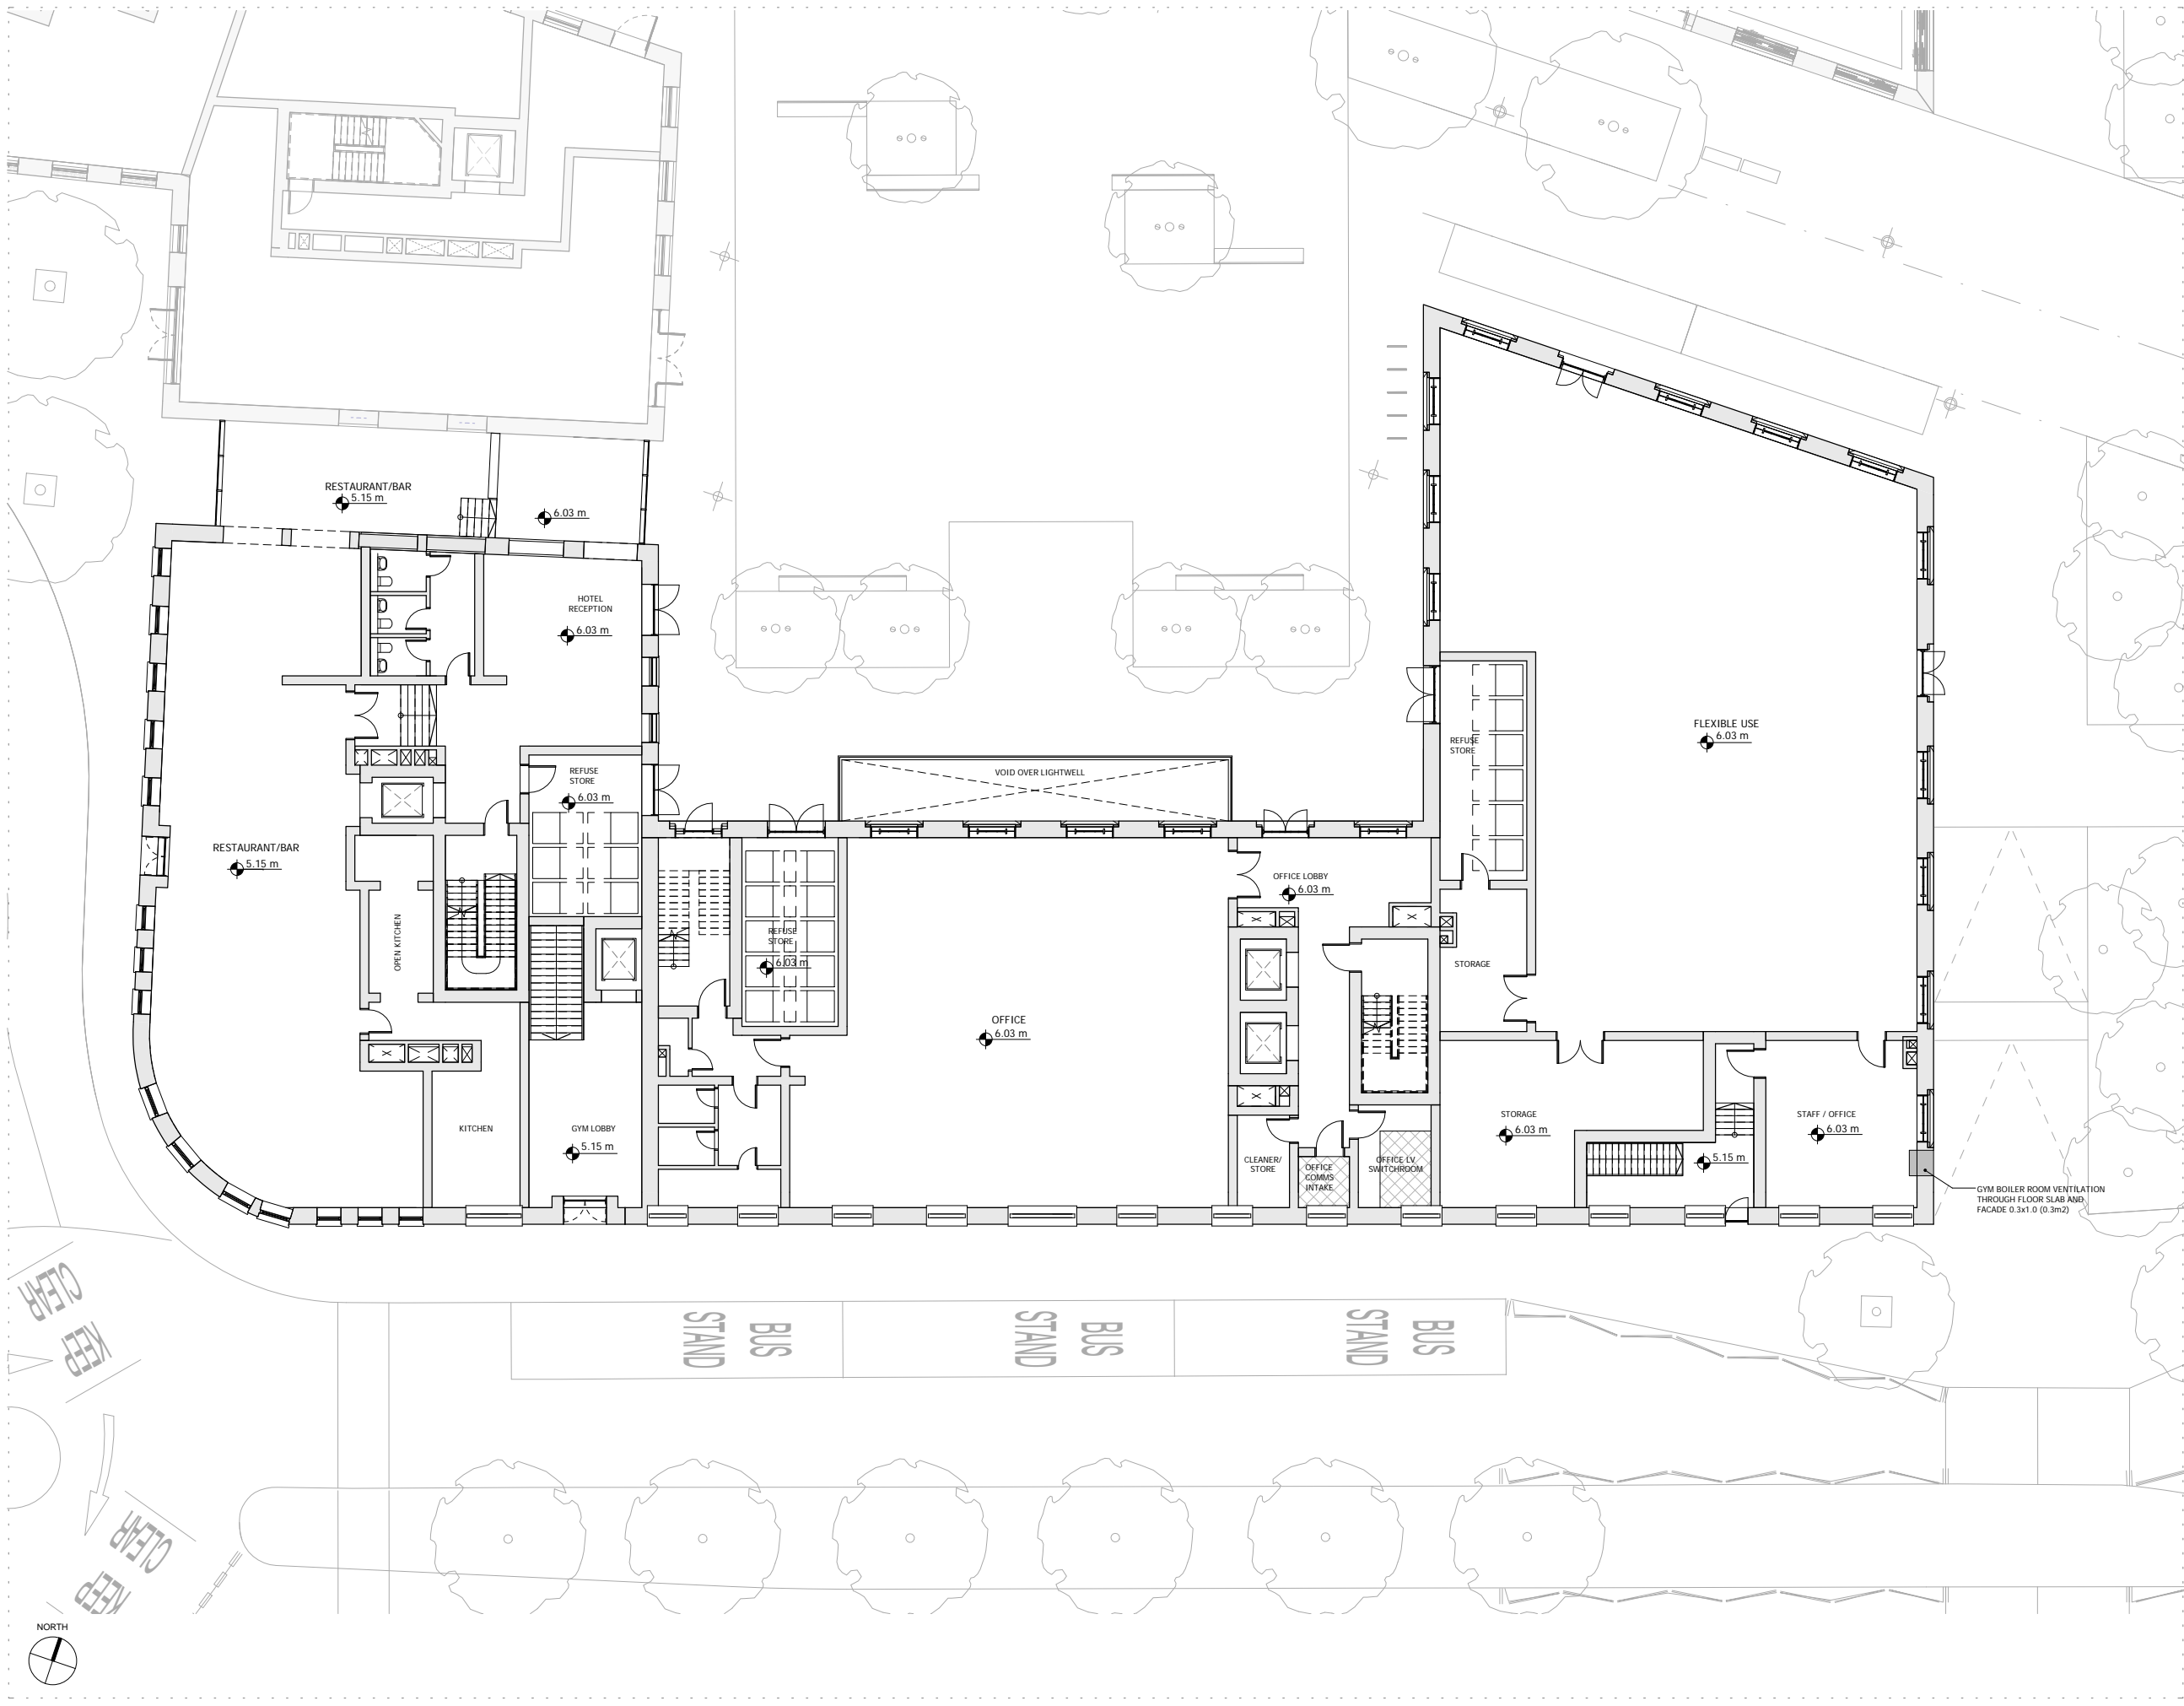 RESTAURANT/BAR
5.15 m
6.03 m
HOTEL
RECEPTION
6.03 m
REFUSE
STORE
6.03 m
VOID OVER LIGHTWELL
REFUSE
STORE
FLEXIBLE USE
6.03 m
RESTAURANT/BAR
5.15 m
OPEN KITCHEN
REFUSE
STORE
6.03 m
OFFICE LOBBY
6.03 m
STORAGE
OFFICE
6.03 m
KITCHEN
GYM LOBBY
5.15 m
CLEANER/
STORE
OFFICE
COMMS
INTAKE
OFFICE LV
SWITCHROOM
STORAGE
6.03 m
5.15 m
STAFF / OFFICE
6.03 m
GYM BOILER ROOM VENTILATION
THROUGH FLOOR SLAB AND
FACADE 0.3x1.0 (0.3m2)
KEEP
CLEAR
BUS
STAND
BUS
STAND
BUS
STAND
KEEP
CLEAR
NORTH